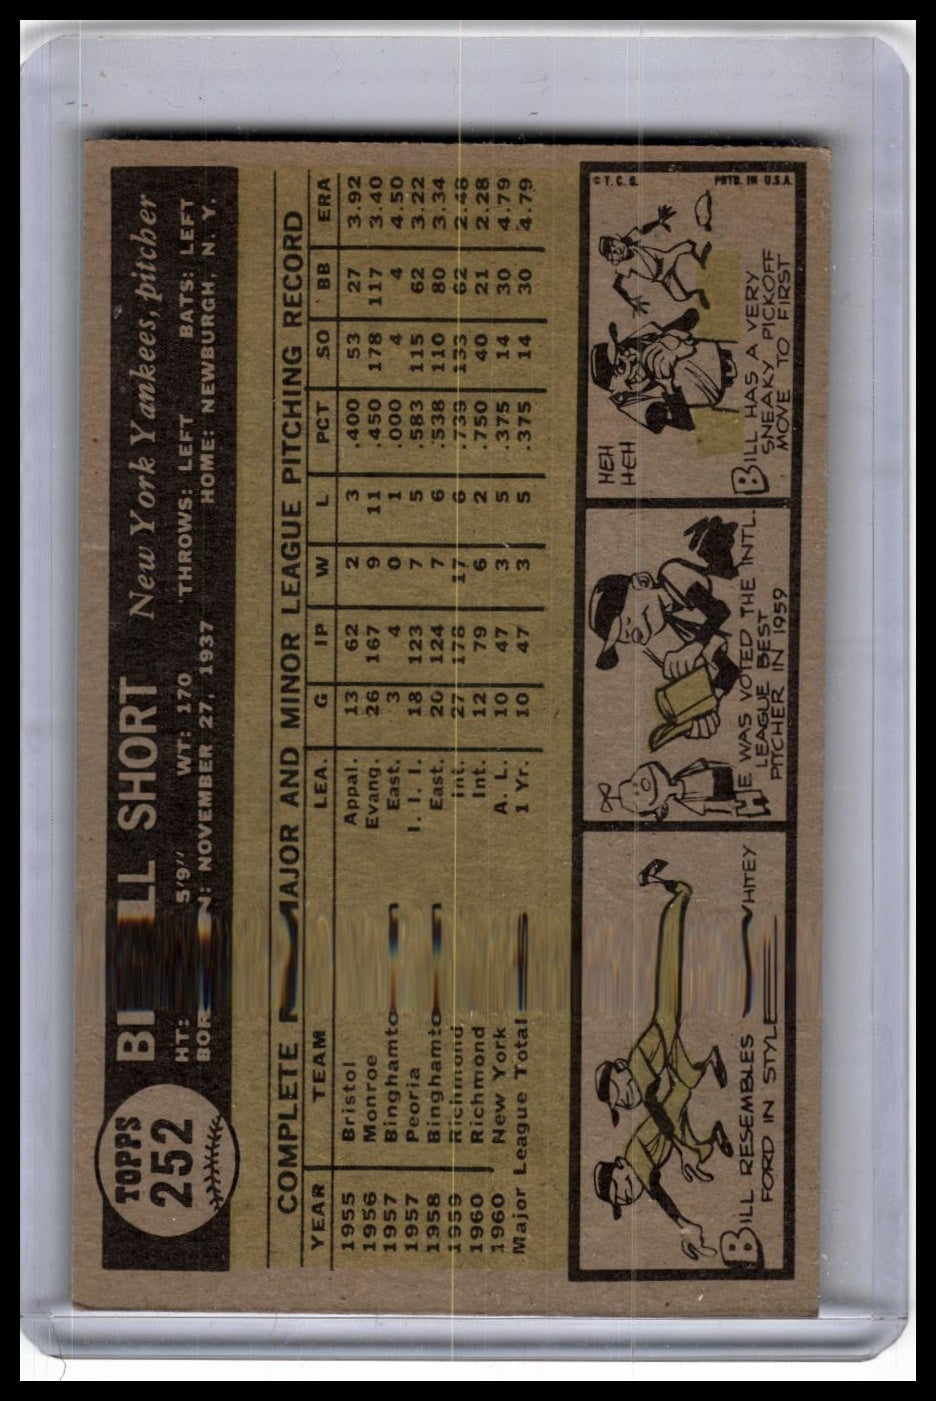 TOPPS
252
BILL SHORT New York Yankees, pitcher
HT: 5'9" WT: 170 THROWS: LEFT BATS: LEFT
BORN: NOVEMBER 27, 1937 HOME: NEWBURGH, N. Y.
COMPLETE MAJOR AND MINOR LEAGUE PITCHING RECORD
YEAR TEAM LEA. G IP W L PCT SO BB ERA
1955 Bristol Appal. 13 62 2 3 .400 53 27 3.92
1956 Monroe Evang. 26 167 9 11 .450 178 117 3.40
1957 Binghamto East. 3 4 0 1 .000 4 4 4.50
1957 Peoria I. I. I. 18 123 7 5 .583 115 62 3.22
1958 Binghamto East. 20 124 7 6 .538 110 80 3.34
1959 Richmond Int. 27 178 17 6 .739 133 62 2.48
1960 Richmond Int. 12 79 6 2 .750 40 21 2.28
1960 New York A. L. 10 47 3 5 .375 14 30 4.79
Major League Total 1 Yr. 10 47 3 5 .375 14 30 4.79
BILL RESEMBLES WHITEY
FORD IN STYLE
HE WAS VOTED THE INTL.
LEAGUE BEST
PITCHER IN 1959
HEH
HEH
BILL HAS A VERY
SNEAKY PICKOFF
MOVE TO FIRST
© T. C. G. PRTD. IN U.S.A.